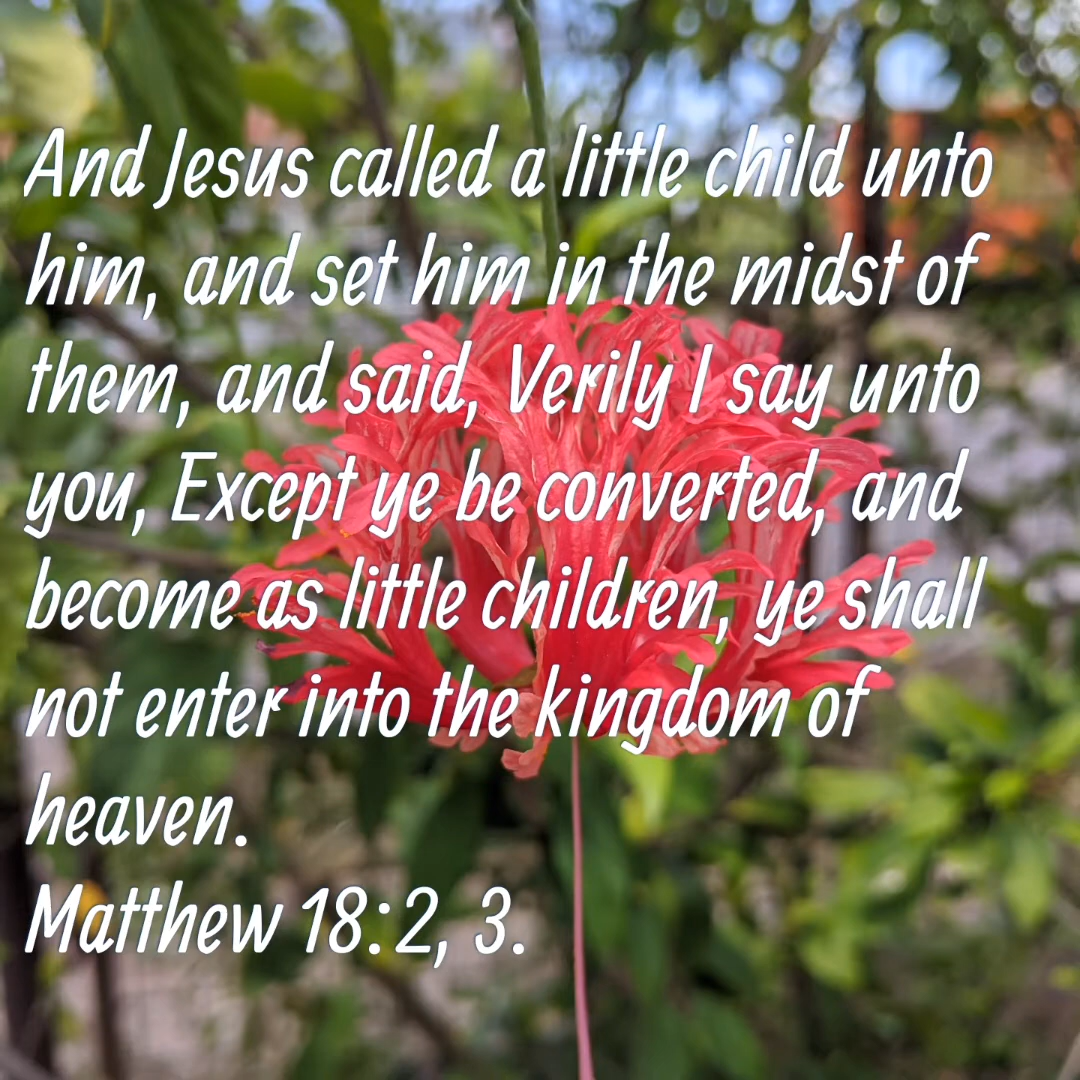 And Jesus called a little child unto
him, and set him in the midst of
them, and said, Verily I say unto
you, Except ye be converted, and
become as little children, ye shall
not enter into the kingdom of
heaven.
Matthew 18:2, 3.